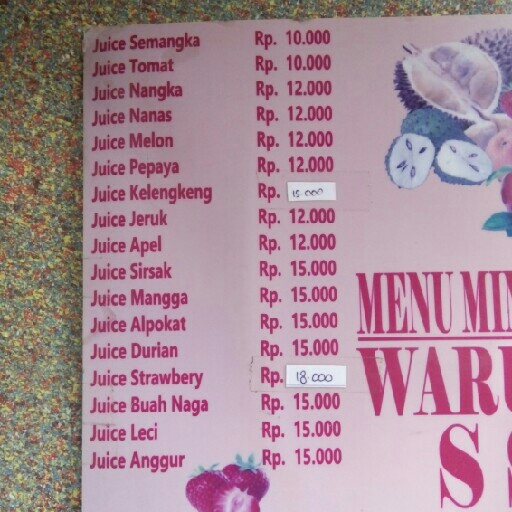 Juice Semangka Rp. 10.000
Juice Tomat Rp. 10.000
Juice Nangka Rp. 12.000
Juice Nanas Rp. 12.000
Juice Melon Rp. 12.000
Juice Pepaya Rp. 12.000
Juice Kelengkeng Rp. 15.000
Juice Jeruk Rp. 12.000
Juice Apel Rp. 12.000
Juice Sirsak Rp. 15.000
Juice Mangga Rp. 15.000
Juice Alpokat Rp. 15.000
Juice Durian Rp. 15.000
Juice Strawbery Rp. 18.000
Juice Buah Naga Rp. 15.000
Juice Leci Rp. 15.000
Juice Anggur Rp. 15.000
MENU MIN
WARU
S S